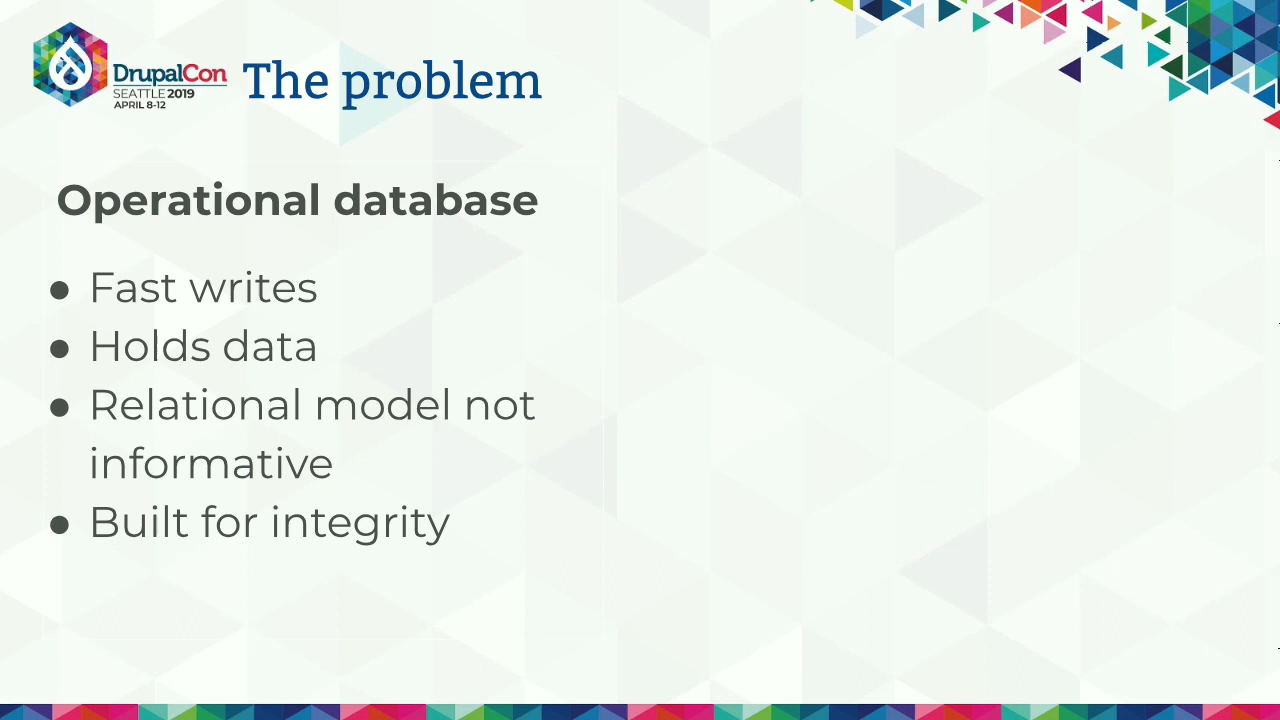 DrupalCon
SEATTLE 2019
APRIL 8-12
The problem
Operational database
● Fast writes
● Holds data
● Relational model not
informative
● Built for integrity